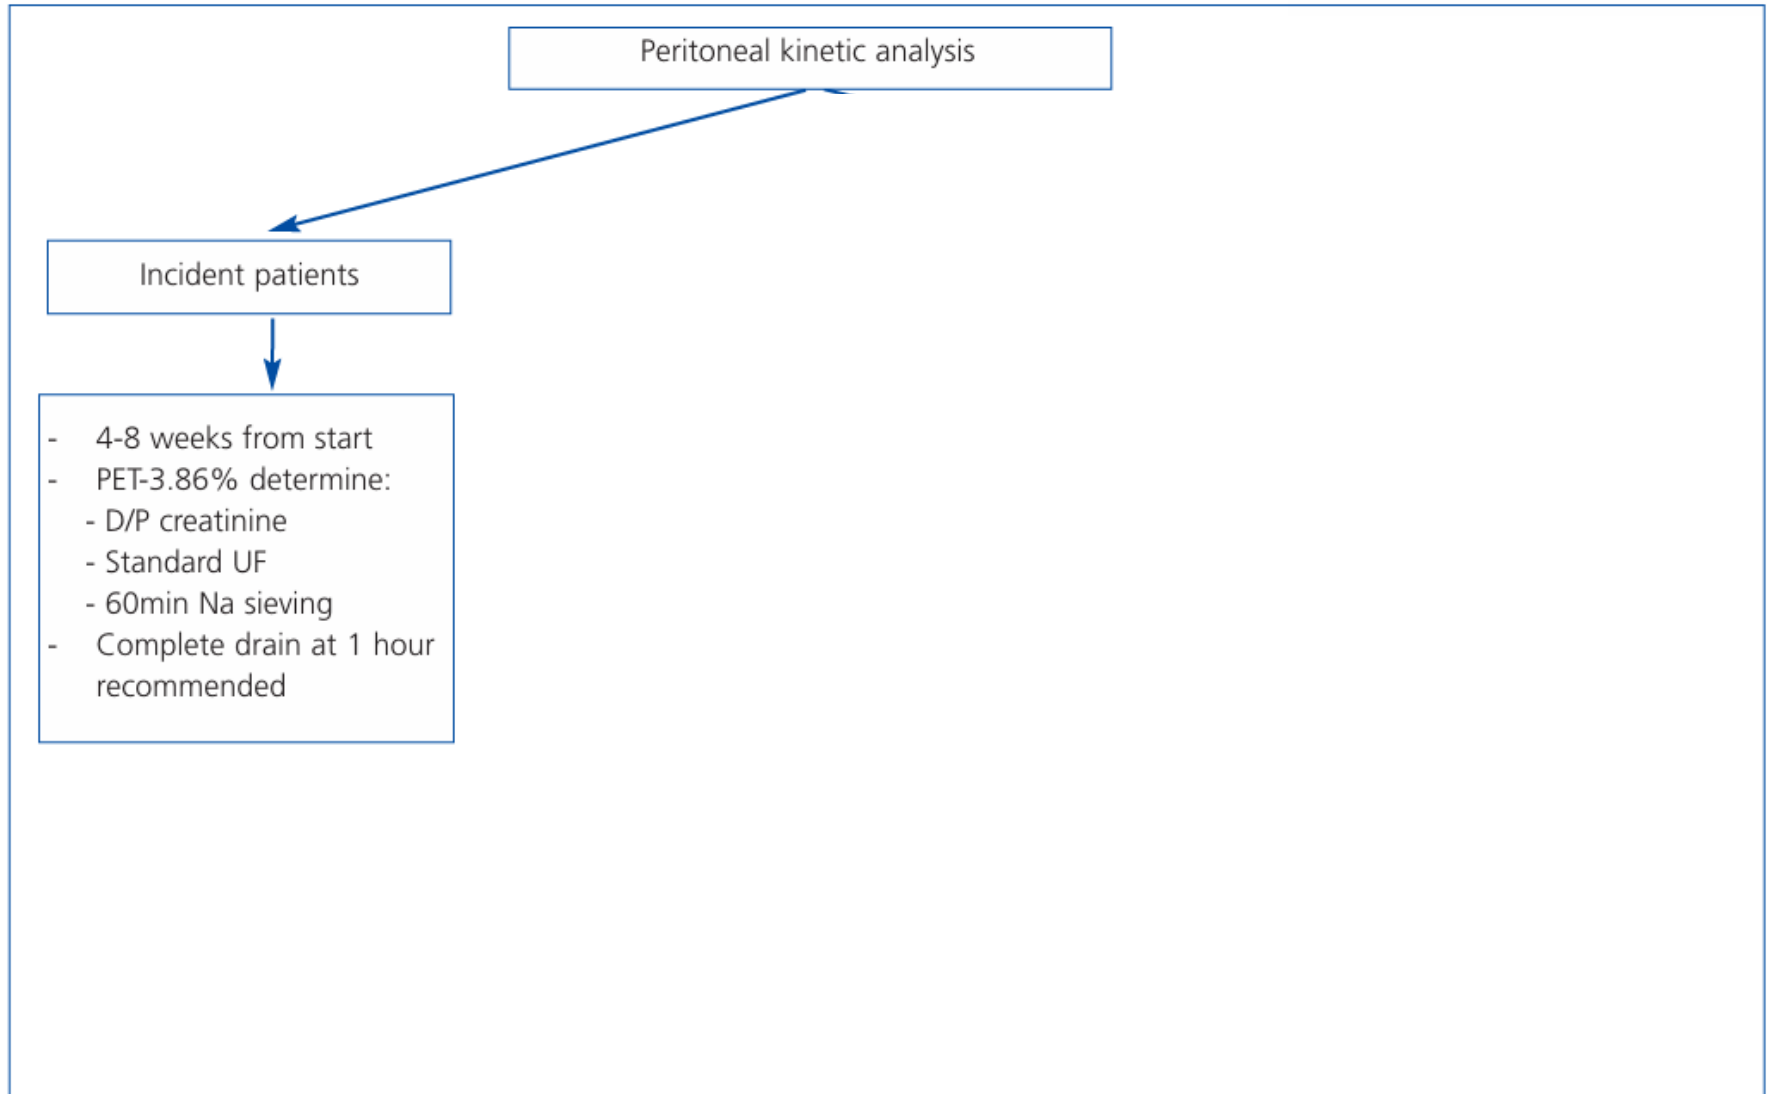 Peritoneal kinetic analysis
Incident patients
- 4-8 weeks from start
- PET-3.86% determine:
- D/P creatinine
- Standard UF
- 60min Na sieving
- Complete drain at 1 hour
recommended